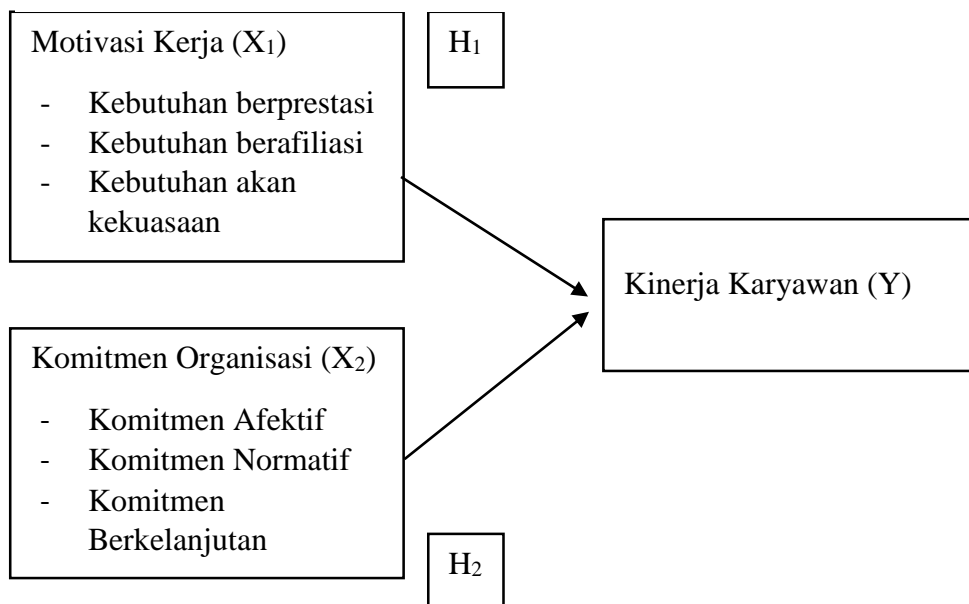 Motivasi Kerja (X₁)
- Kebutuhan berprestasi
- Kebutuhan berafiliasi
- Kebutuhan akan
kekuasaan
H₁
Kinerja Karyawan (Y)
Komitmen Organisasi (X₂)
- Komitmen Afektif
- Komitmen Normatif
- Komitmen
Berkelanjutan
H₂